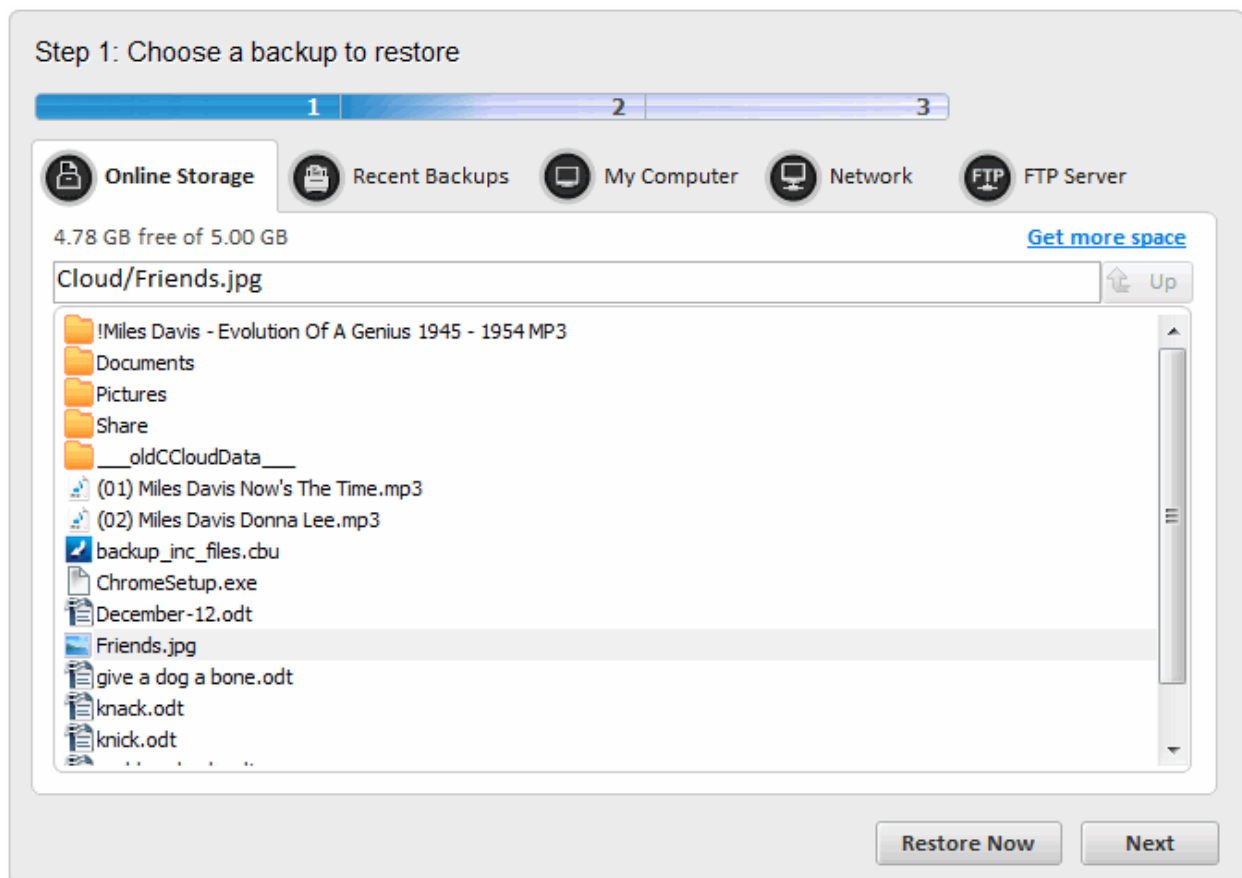 Step 1: Choose a backup to restore
1 2 3
Online Storage Recent Backups My Computer Network FTP FTP Server
4.78 GB free of 5.00 GB Get more space
Cloud/Friends.jpg Up
!Miles Davis - Evolution Of A Genius 1945 - 1954 MP3
Documents
Pictures
Share
___oldCCloudData___
(01) Miles Davis Now's The Time.mp3
(02) Miles Davis Donna Lee.mp3
backup_inc_files.cbu
ChromeSetup.exe
December-12.odt
Friends.jpg
give a dog a bone.odt
knack.odt
knick.odt
Restore Now Next